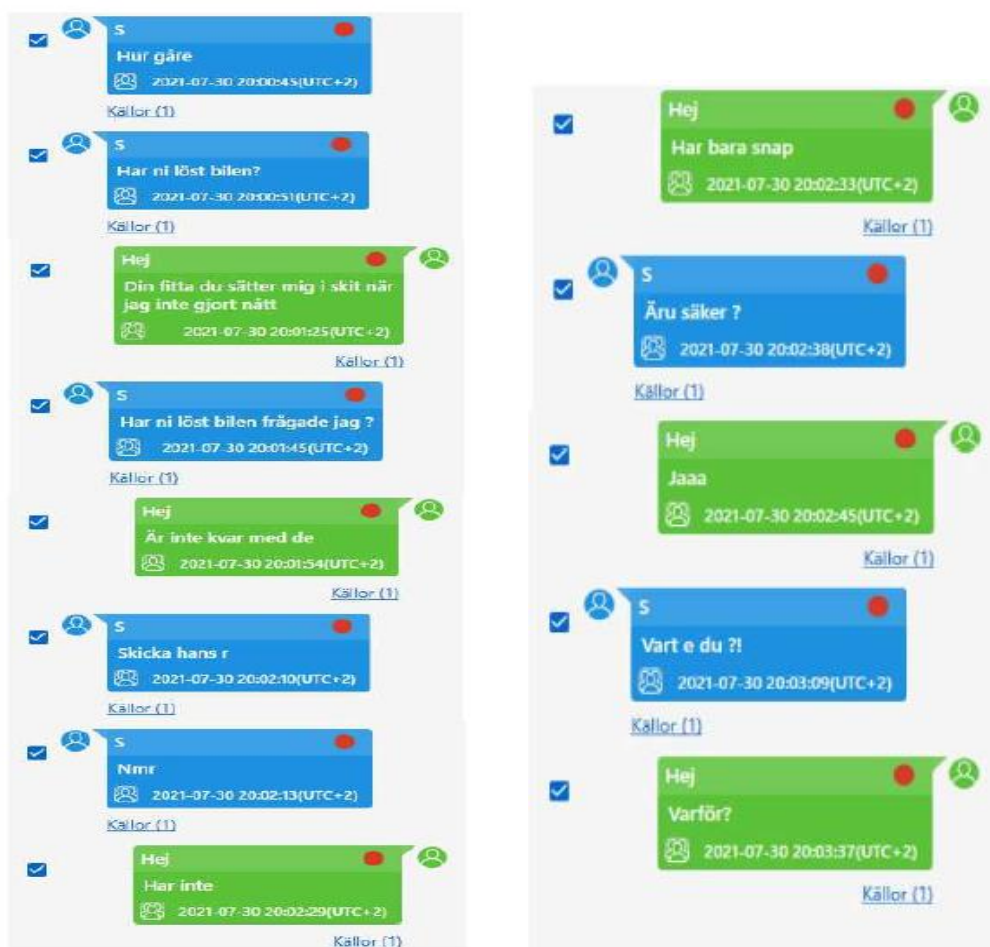 S
Hur gåre
2021-07-30 20:00:45(UTC+2)
Källor (1)
S
Har ni löst bilen?
2021-07-30 20:00:51(UTC+2)
Källor (1)
Hej
Din fitta du sätter mig i skit när
jag inte gjort nått
2021-07-30 20:01:25(UTC+2)
Källor (1)
S
Har ni löst bilen frågade jag ?
2021-07-30 20:01:45(UTC+2)
Källor (1)
Hej
Är inte kvar med de
2021-07-30 20:01:54(UTC+2)
Källor (1)
S
Skicka hans r
2021-07-30 20:02:10(UTC+2)
Källor (1)
S
Nmr
2021-07-30 20:02:13(UTC+2)
Källor (1)
Hej
Har inte
2021-07-30 20:02:29(UTC+2)
Källor (1)
Hej
Har bara snap
2021-07-30 20:02:33(UTC+2)
Källor (1)
S
Äru säker ?
2021-07-30 20:02:38(UTC+2)
Källor (1)
Hej
Jaaa
2021-07-30 20:02:45(UTC+2)
Källor (1)
S
Vart e du ?!
2021-07-30 20:03:09(UTC+2)
Källor (1)
Hej
Varför?
2021-07-30 20:03:37(UTC+2)
Källor (1)